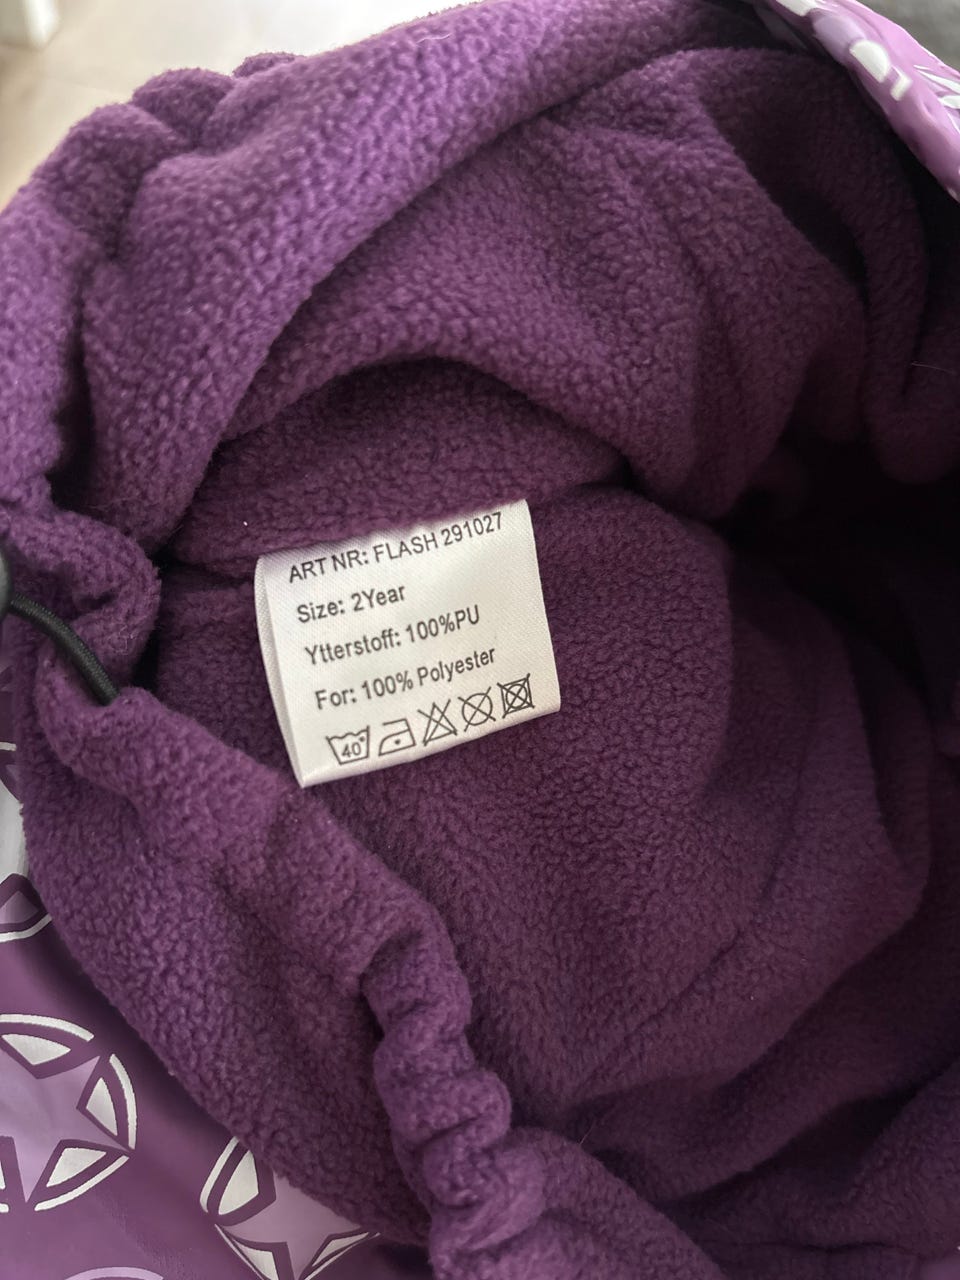 ART NR: FLASH 291027
Size: 2Year
Ytterstoff: 100%PU
For: 100% Polyester
40°